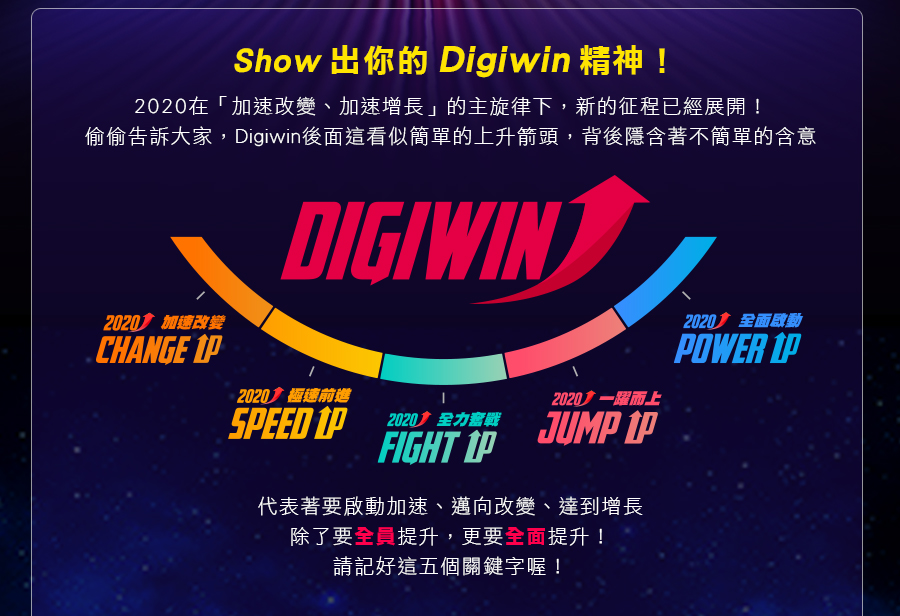 Show 出你的 Digiwin 精神！
2020在「加速改變、加速增長」的主旋律下，新的征程已經展開！
偷偷告訴大家，Digiwin後面這看似簡單的上升箭頭，背後隱含著不簡單的含意
DIGIWIN
2020 加速改變
CHANGE UP
2020 極速前進
SPEED UP
2020 全力奮戰
FIGHT UP
2020 一躍而上
JUMP UP
2020 全面啟動
POWER UP
代表著要啟動加速、邁向改變、達到增長
除了要全員提升，更要全面提升！
請記好這五個關鍵字喔！